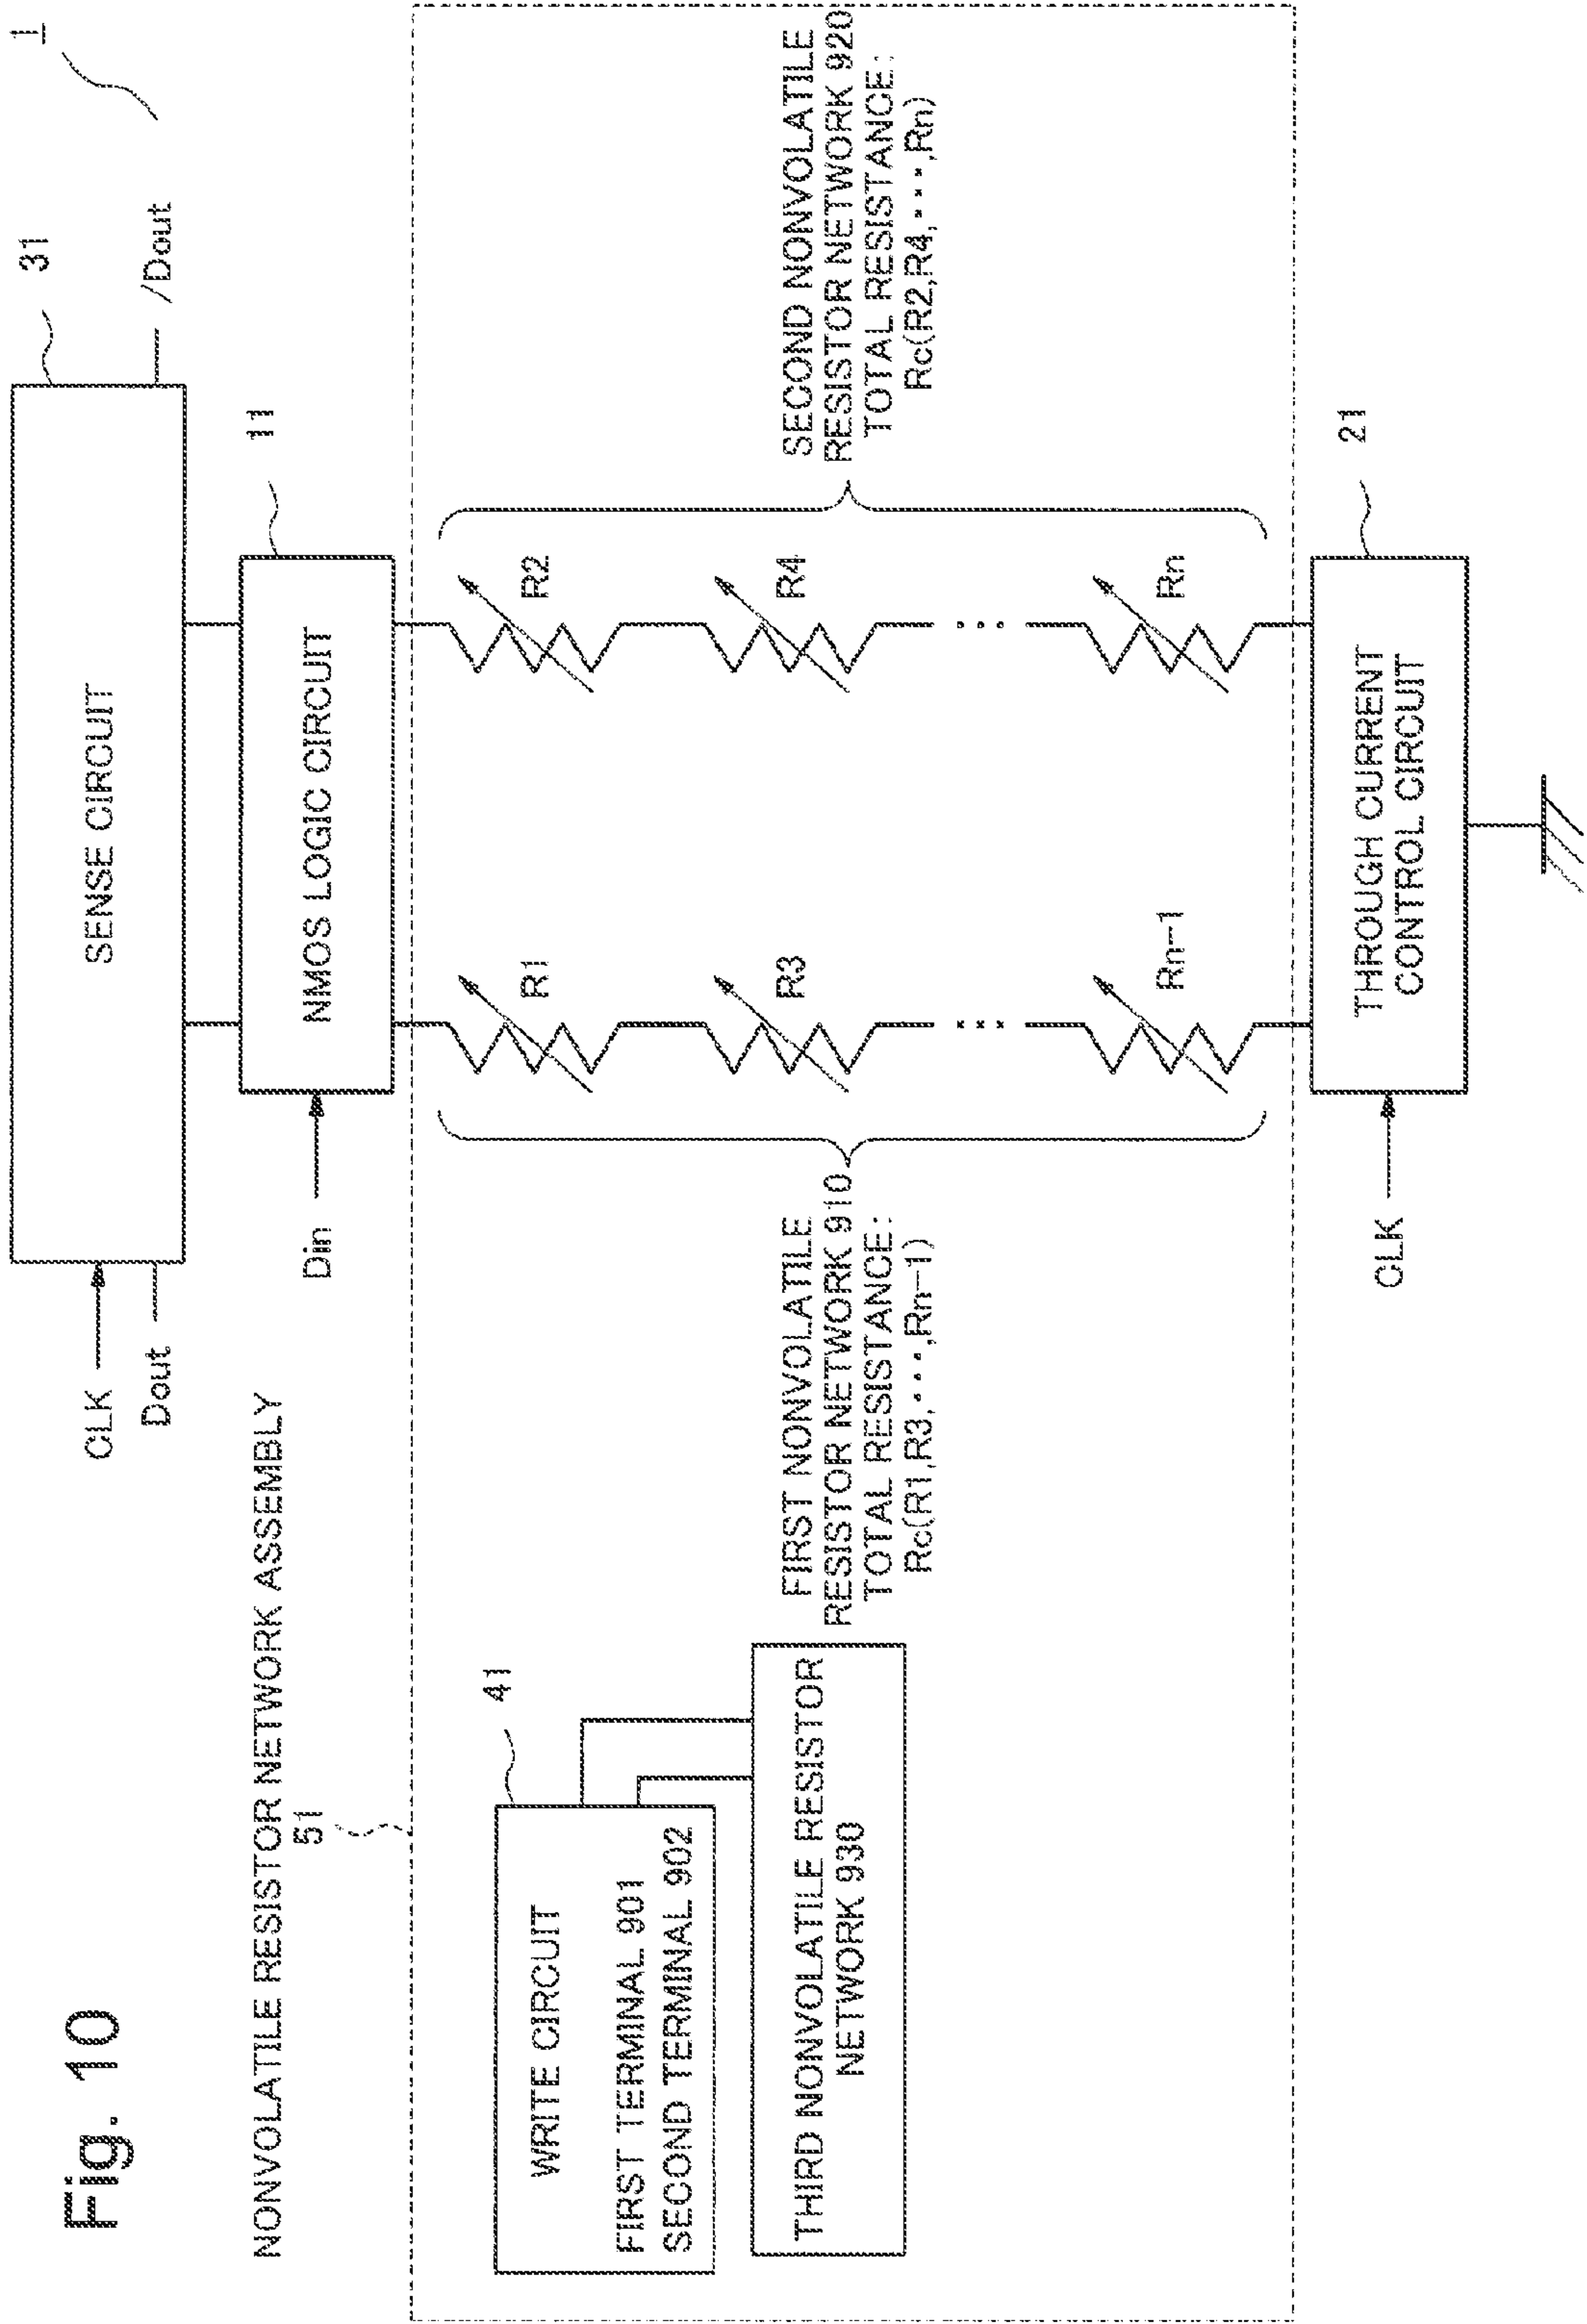 Fig. 10
1
31
SENSE CIRCUIT
CLK
Dout
/Dout
NONVOLATILE RESISTOR NETWORK ASSEMBLY
51
11
NMOS LOGIC CIRCUIT
Din
41
WRITE CIRCUIT
FIRST TERMINAL 901
SECOND TERMINAL 902
THIRD NONVOLATILE RESISTOR
NETWORK 930
FIRST NONVOLATILE
RESISTOR NETWORK 910
TOTAL RESISTANCE:
Rc(R1,R3,･･･,Rn-1)
R1
R3
Rn-1
R2
R4
Rn
SECOND NONVOLATILE
RESISTOR NETWORK 920
TOTAL RESISTANCE:
Rc(R2,R4,･･･,Rn)
21
THROUGH CURRENT
CONTROL CIRCUIT
CLK